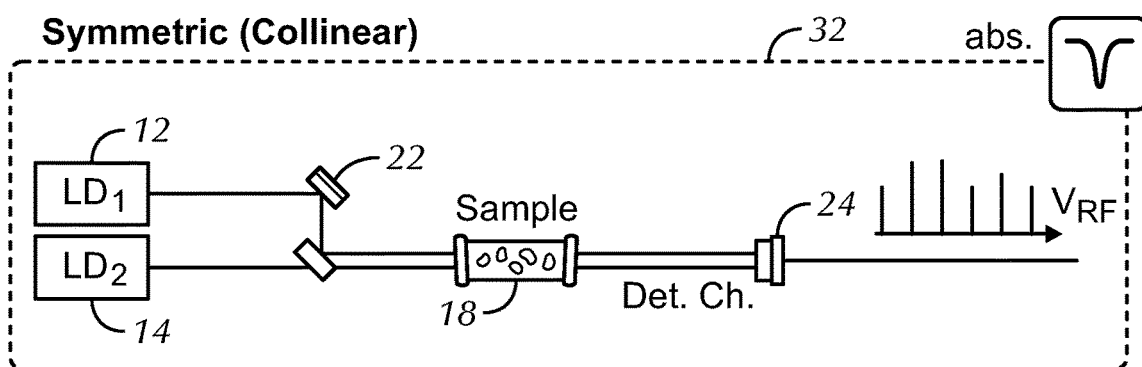 Symmetric (Collinear)
32
abs.
12
LD1
22
Sample
24
VRF
LD2
Det. Ch.
18
14